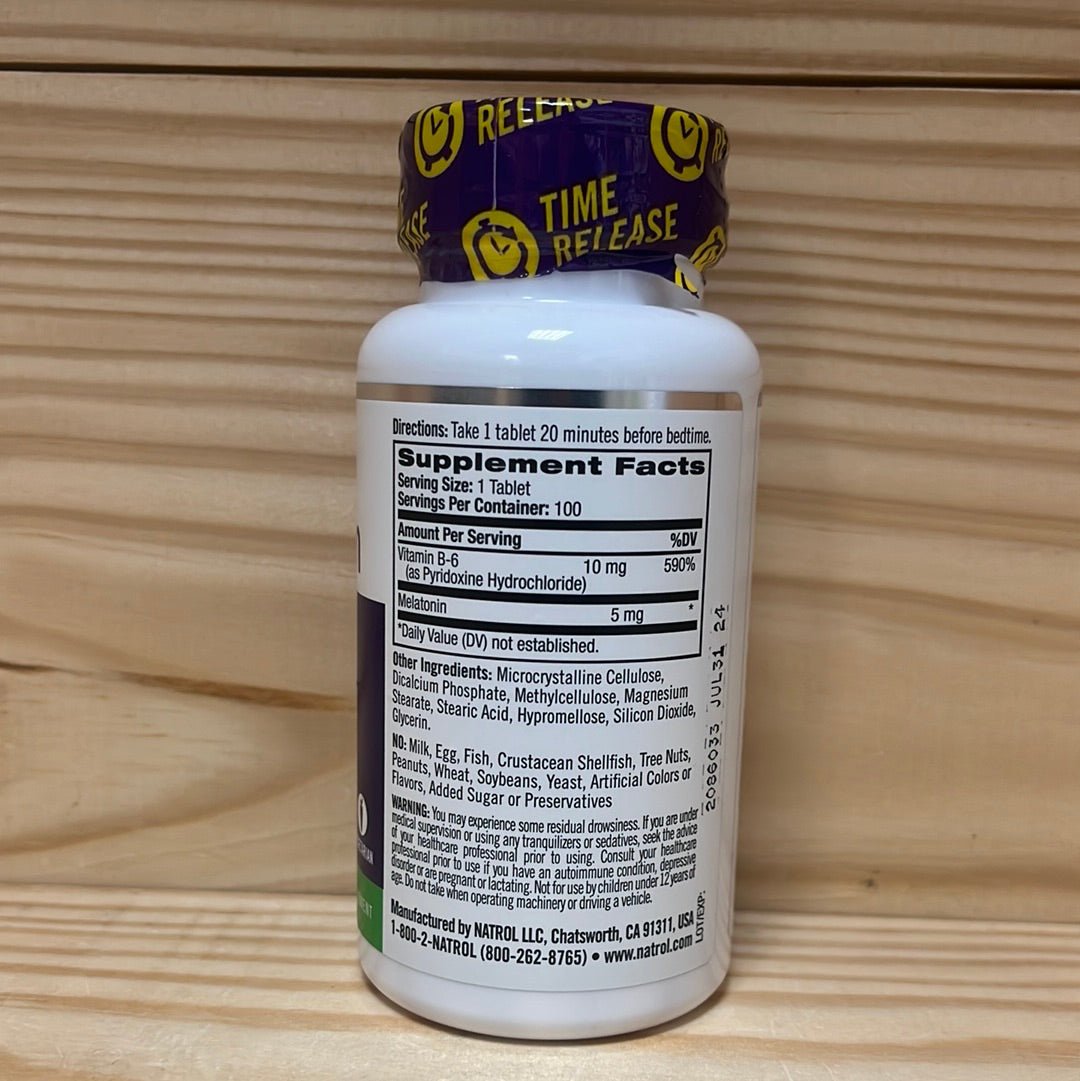 RELEASE
TIME
RELEASE
Directions: Take 1 tablet 20 minutes before bedtime.
Supplement Facts
Serving Size: 1 Tablet
Servings Per Container: 100
Amount Per Serving %DV
Vitamin B-6 10 mg 590%
(as Pyridoxine Hydrochloride)
Melatonin 5 mg *
*Daily Value (DV) not established.
Other Ingredients: Microcrystalline Cellulose,
Dicalcium Phosphate, Methylcellulose, Magnesium
Stearate, Stearic Acid, Hypromellose, Silicon Dioxide,
Glycerin.
NO: Milk, Egg, Fish, Crustacean Shellfish, Tree Nuts,
Peanuts, Wheat, Soybeans, Yeast, Artificial Colors or
Flavors, Added Sugar or Preservatives
WARNING: You may experience some residual drowsiness. If you are under
medical supervision or using any tranquilizers or sedatives, seek the advice
of your healthcare professional prior to using. Consult your healthcare
professional prior to use if you have an autoimmune condition, depressive
disorder or are pregnant or lactating. Not for use by children under 12 years of
age. Do not take when operating machinery or driving a vehicle.
Manufactured by NATROL LLC, Chatsworth, CA 91311, USA
1-800-2-NATROL (800-262-8765) • www.natrol.com
LOT/EXP:
2086033 JUL31 24